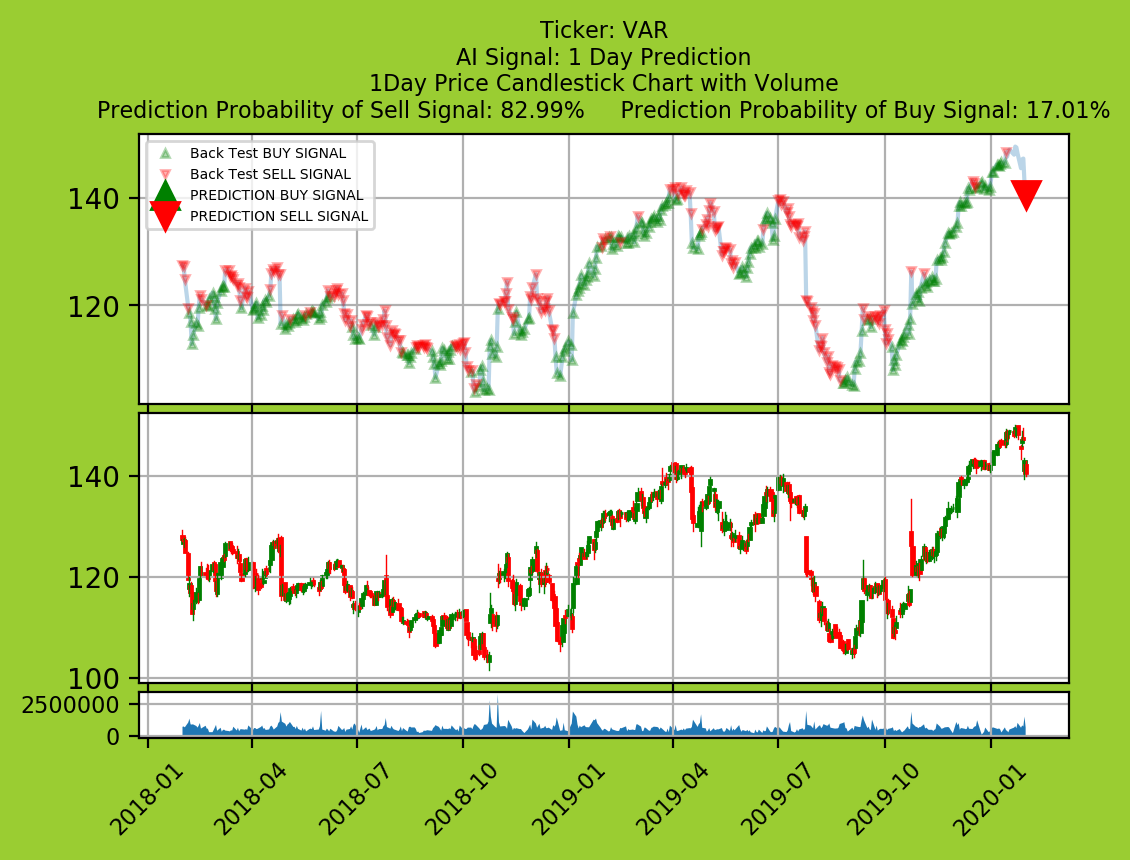 Ticker: VAR
AI Signal: 1 Day Prediction
1Day Price Candlestick Chart with Volume
Prediction Probability of Sell Signal: 82.99% Prediction Probability of Buy Signal: 17.01%
Back Test BUY SIGNAL
Back Test SELL SIGNAL
PREDICTION BUY SIGNAL
PREDICTION SELL SIGNAL
140
120
140
120
100
2500000
0
2018-01
2018-04
2018-07
2018-10
2019-01
2019-04
2019-07
2019-10
2020-01